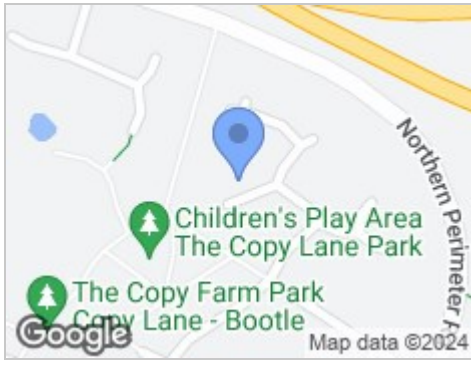 Northern Perimeter
Children's Play Area
The Copy Lane Park
The Copy Farm Park
Copy Lane - Bootle
Google
Map data ©2024